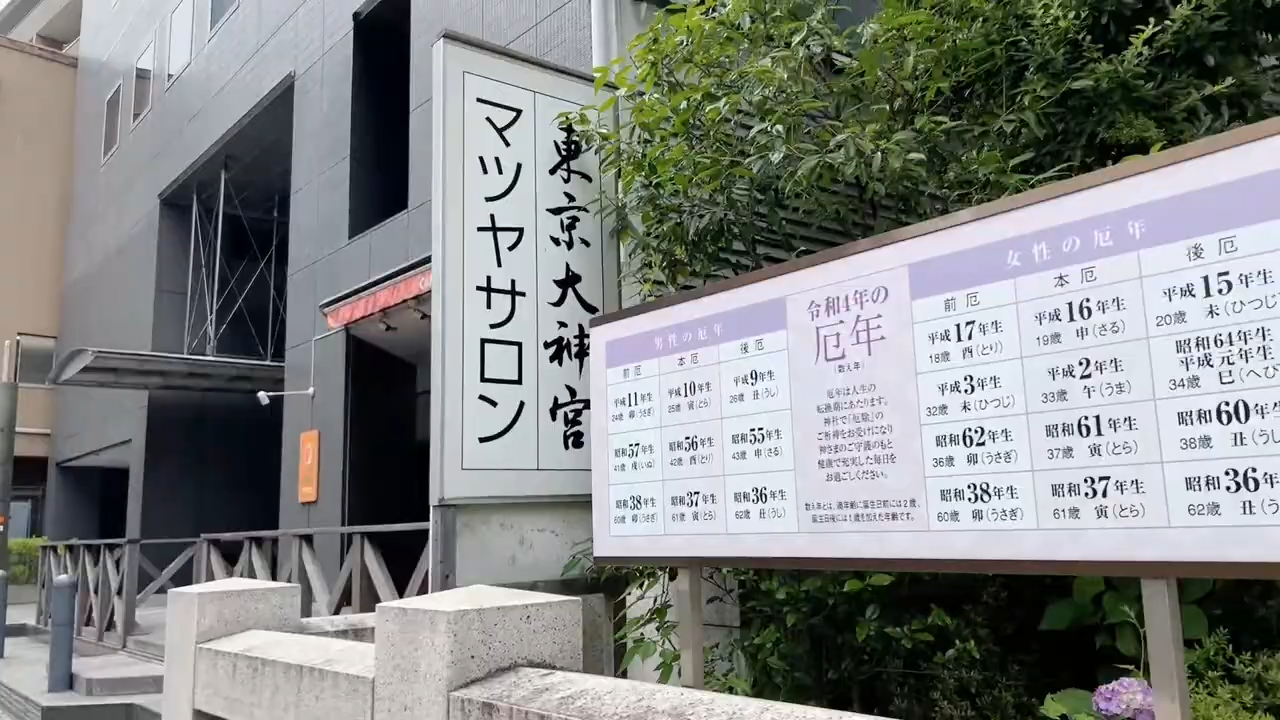 東京大神宮
マツヤサロン
男性の厄年
前厄
本厄
後厄
平成11年生
24歳 卯(うさぎ)
平成10年生
25歳 寅(とら)
平成9年生
26歳 丑(うし)
昭和57年生
41歳 戌(いぬ)
昭和56年生
42歳 酉(とり)
昭和55年生
43歳 申(さる)
昭和38年生
60歳 卯(うさぎ)
昭和37年生
61歳 寅(とら)
昭和36年生
62歳 丑(うし)
令和4年の
厄年
(数え年)
厄年は人生の
転換期にあたります。
神社で「厄除」の
ご祈祷をお受けになり
神さまのご守護のもと
健康で充実した毎日を
お過ごしください。
数え年とは、満年齢に誕生日前には2歳、
誕生日後には1歳を加えた年齢です。
女性の厄年
前厄
本厄
後厄
平成17年生
18歳 酉(とり)
平成16年生
19歳 申(さる)
平成15年生
20歳 未(ひつじ
平成3年生
32歳 未(ひつじ)
平成2年生
33歳 午(うま)
昭和64年生
平成元年生
34歳 巳(へび
昭和62年生
36歳 卯(うさぎ)
昭和61年生
37歳 寅(とら)
昭和60年生
38歳 丑(うし
昭和38年生
60歳 卯(うさぎ)
昭和37年生
61歳 寅(とら)
昭和36年生
62歳 丑(う